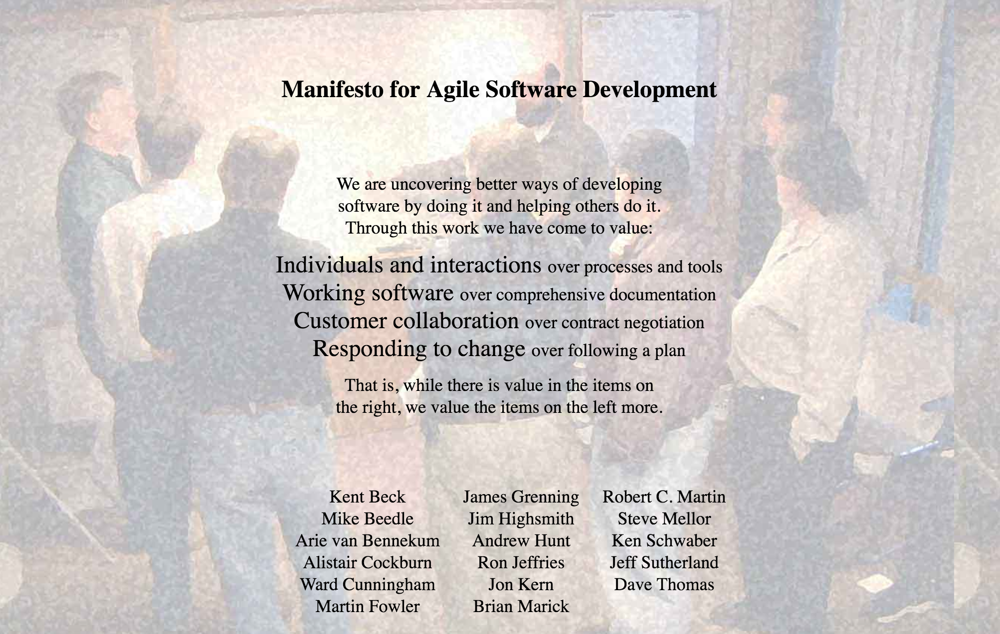 Manifesto for Agile Software Development
We are uncovering better ways of developing
software by doing it and helping others do it.
Through this work we have come to value:
Individuals and interactions over processes and tools
Working software over comprehensive documentation
Customer collaboration over contract negotiation
Responding to change over following a plan
That is, while there is value in the items on
the right, we value the items on the left more.
Kent Beck
Mike Beedle
Arie van Bennekum
Alistair Cockburn
Ward Cunningham
Martin Fowler
James Grenning
Jim Highsmith
Andrew Hunt
Ron Jeffries
Jon Kern
Brian Marick
Robert C. Martin
Steve Mellor
Ken Schwaber
Jeff Sutherland
Dave Thomas